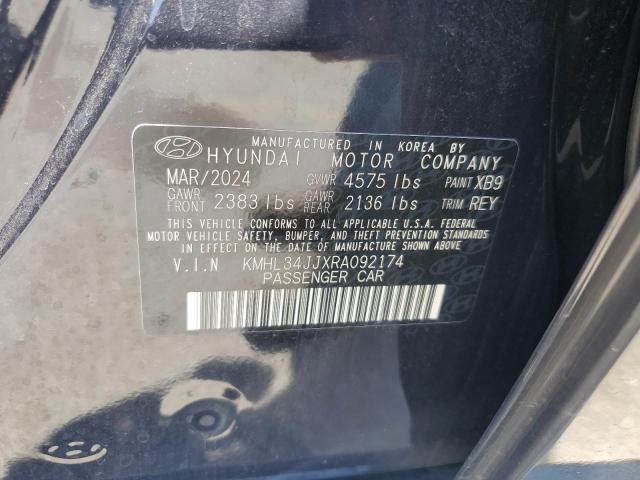 MANUFACTURED IN KOREA BY
HYUNDAI MOTOR COMPANY
MAR/2024 GVWR 4575 lbs PAINT XB9
GAWR FRONT 2383 lbs GAWR REAR 2136 lbs TRIM REY
THIS VEHICLE CONFORMS TO ALL APPLICABLE U.S.A. FEDERAL
MOTOR VEHICLE SAFETY, BUMPER, AND THEFT PREVENTION STANDARDS
IN EFFECT ON THE DATE OF MANUFACTURE SHOWN ABOVE.
V.I.N KMHL34JJXRA092174
PASSENGER CAR